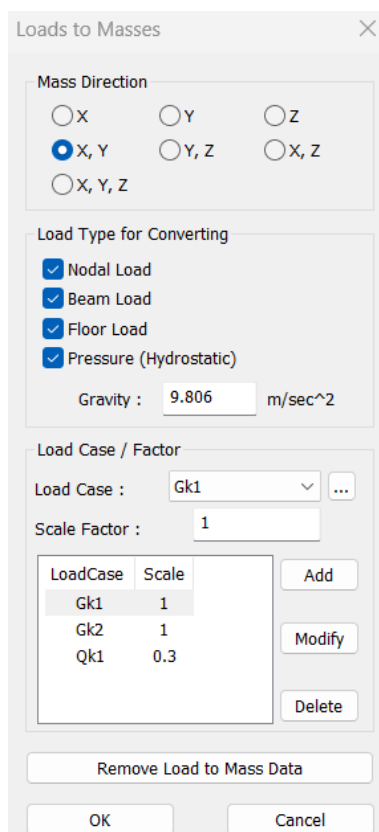 Loads to Masses
Mass Direction
X Y Z
X, Y Y, Z X, Z
X, Y, Z
Load Type for Converting
Nodal Load
Beam Load
Floor Load
Pressure (Hydrostatic)
Gravity : 9.806 m/sec^2
Load Case / Factor
Load Case : Gk1 ...
Scale Factor : 1
LoadCase Scale Add
Gk1 1
Gk2 1 Modify
Qk1 0.3
Delete
Remove Load to Mass Data
OK Cancel